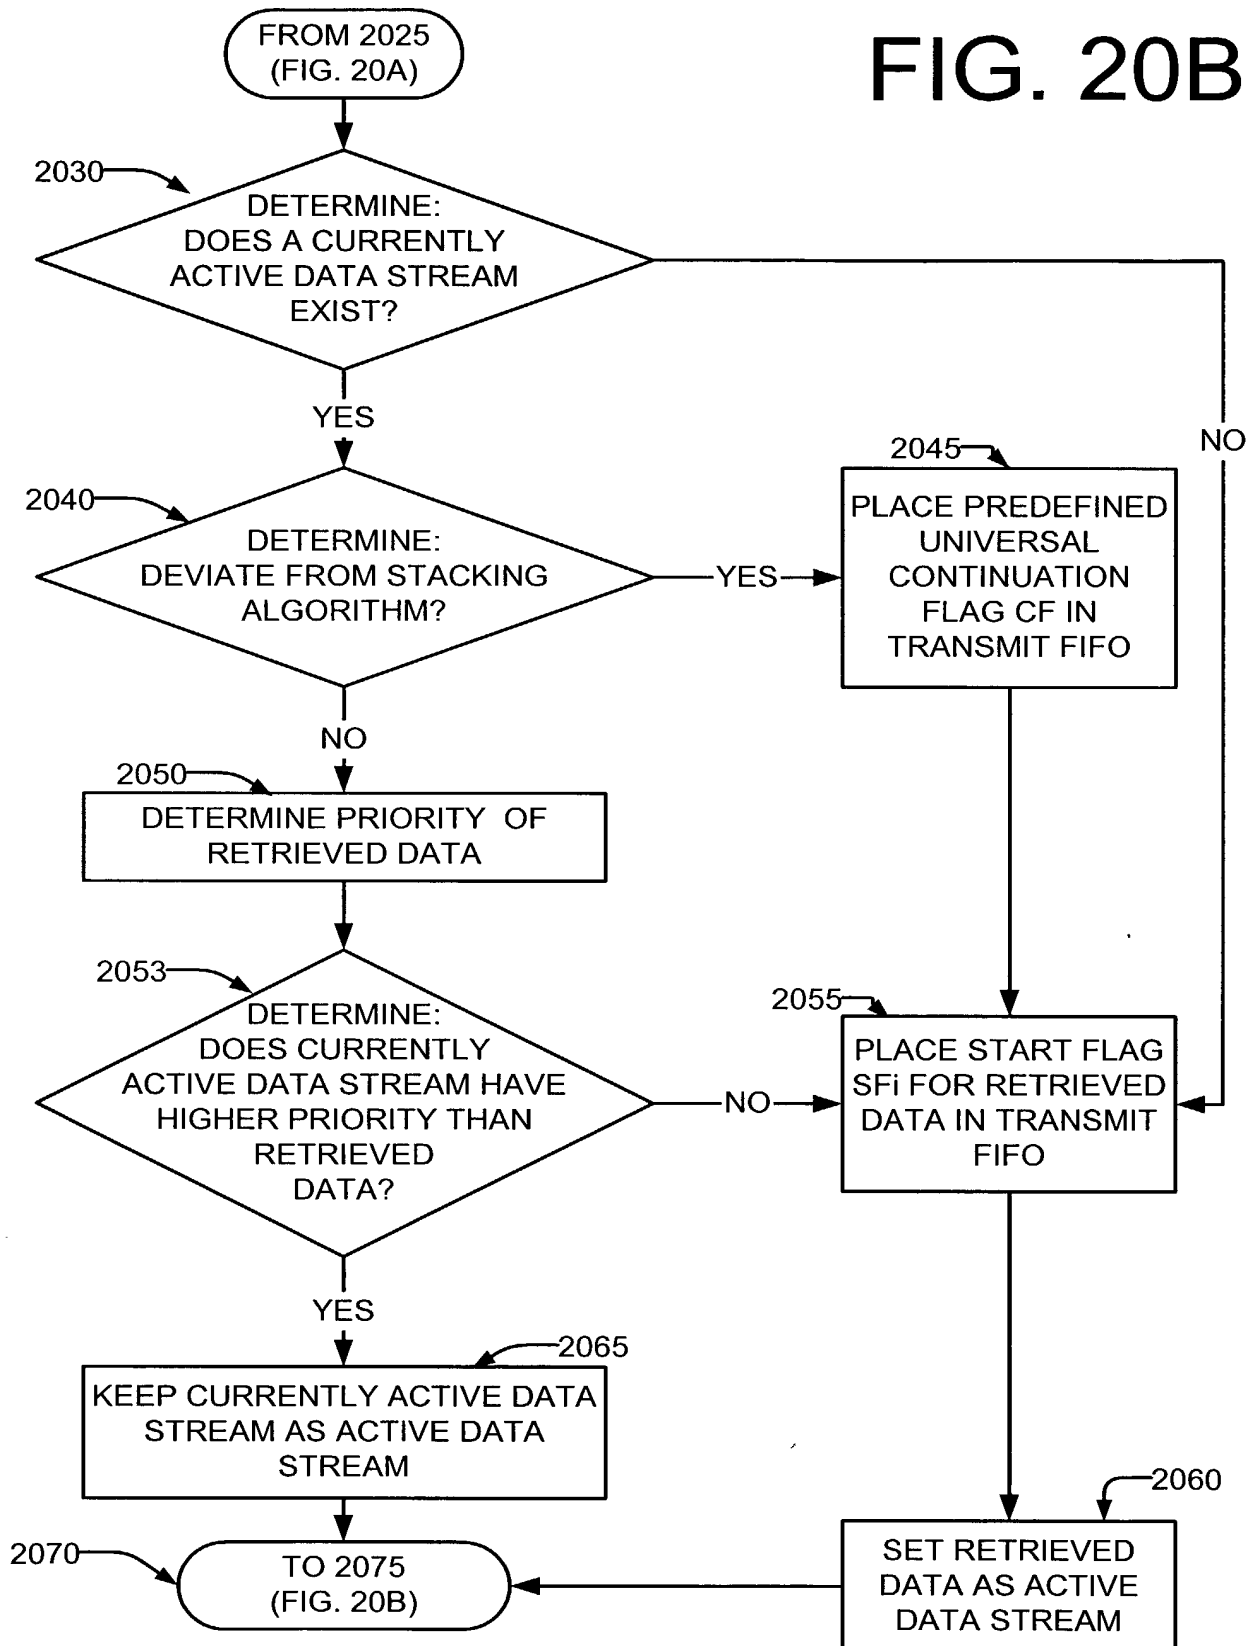 FROM 2025
(FIG. 20A)
FIG. 20B
2030
DETERMINE:
DOES A CURRENTLY
ACTIVE DATA STREAM
EXIST?
YES
NO
2040
DETERMINE:
DEVIATE FROM STACKING
ALGORITHM?
YES
2045
PLACE PREDEFINED
UNIVERSAL
CONTINUATION
FLAG CF IN
TRANSMIT FIFO
NO
2050
DETERMINE PRIORITY OF
RETRIEVED DATA
2053
DETERMINE:
DOES CURRENTLY
ACTIVE DATA STREAM HAVE
HIGHER PRIORITY THAN
RETRIEVED
DATA?
NO
2055
PLACE START FLAG
SFi FOR RETRIEVED
DATA IN TRANSMIT
FIFO
YES
2065
KEEP CURRENTLY ACTIVE DATA
STREAM AS ACTIVE DATA
STREAM
2060
SET RETRIEVED
DATA AS ACTIVE
DATA STREAM
2070
TO 2075
(FIG. 20B)